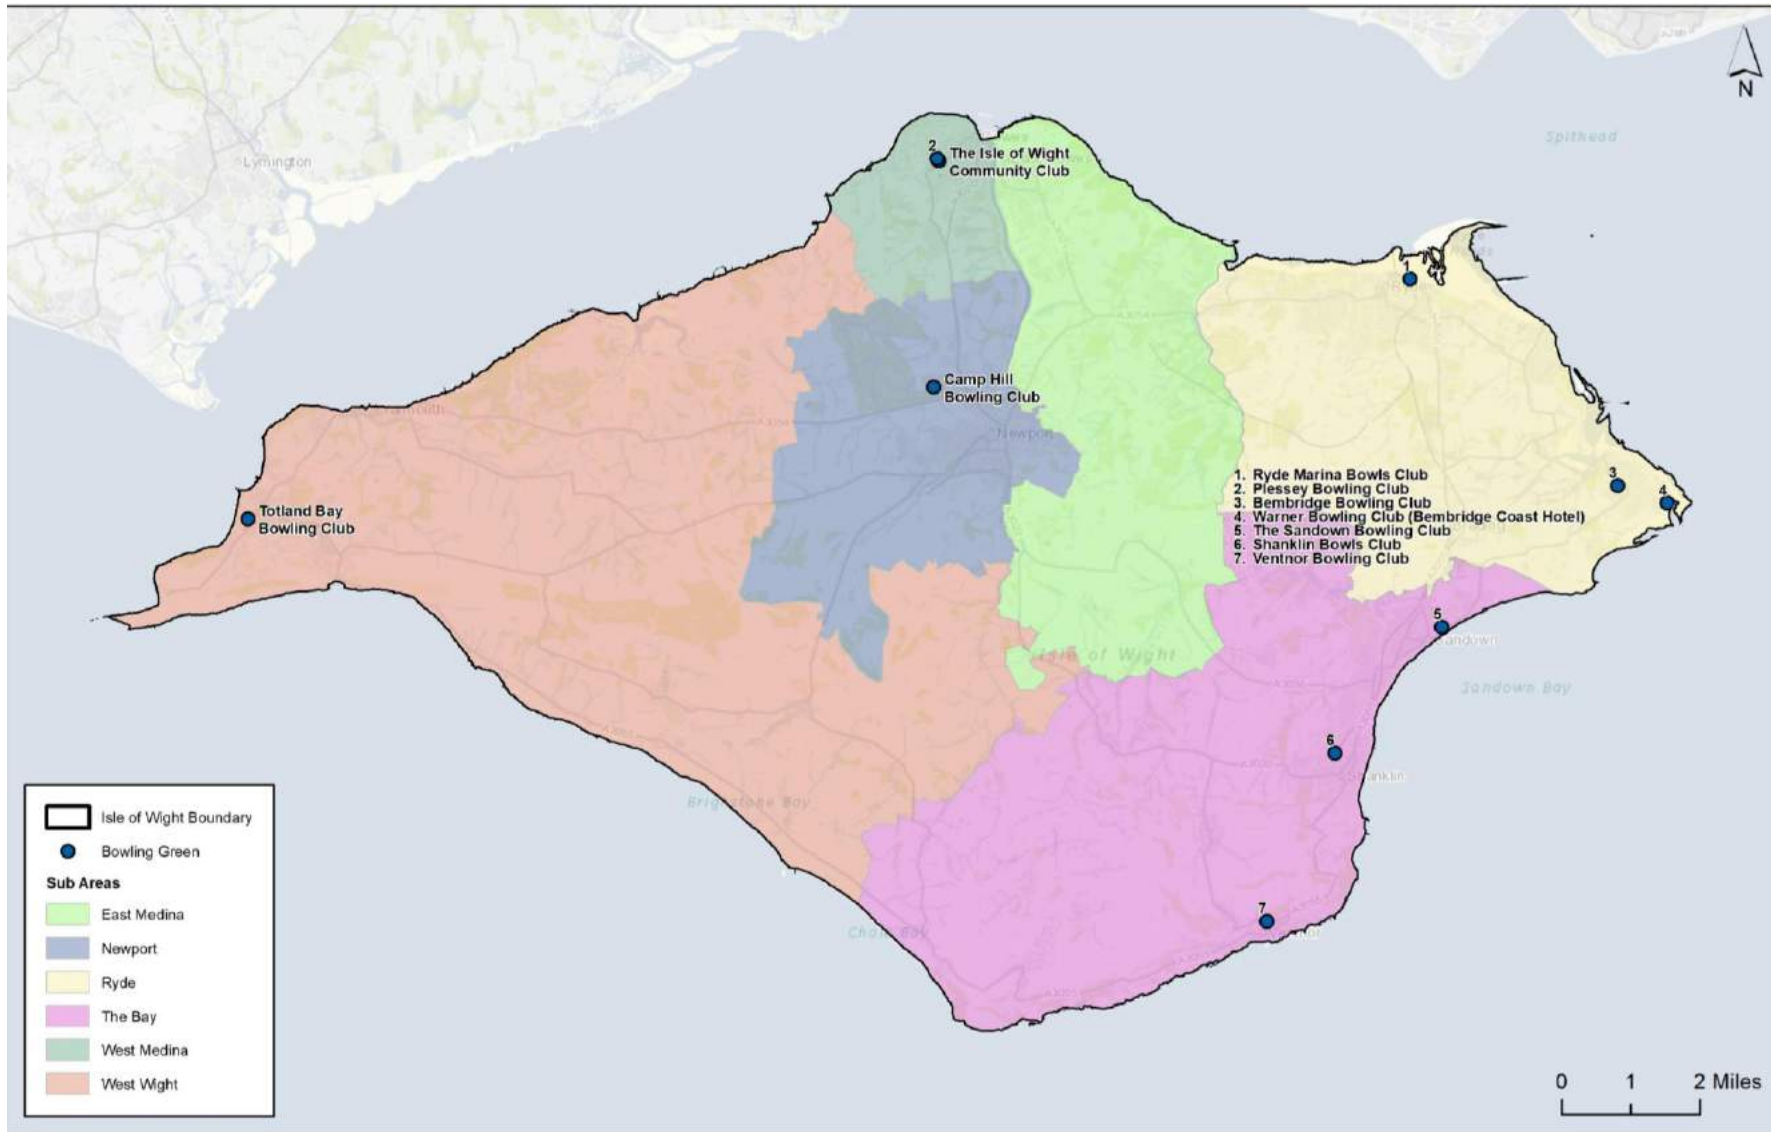 N
Spithead
Lymington
2
The Isle of Wight
Community Club
1
Camp Hill
Bowling Club
Newport
Totland Bay
Bowling Club
1. Ryde Marina Bowls Club
2. Plessey Bowling Club
3. Bembridge Bowling Club
4. Warner Bowling Club (Bembridge Coast Hotel)
5. The Sandown Bowling Club
6. Shanklin Bowls Club
7. Ventnor Bowling Club
3
4
5
Sandown
Isle of Wight
Sandown Bay
6
Shanklin
Brighstone Bay
7
Chale Bay
Isle of Wight Boundary
Bowling Green
Sub Areas
East Medina
Newport
Ryde
The Bay
West Medina
West Wight
0 1 2 Miles